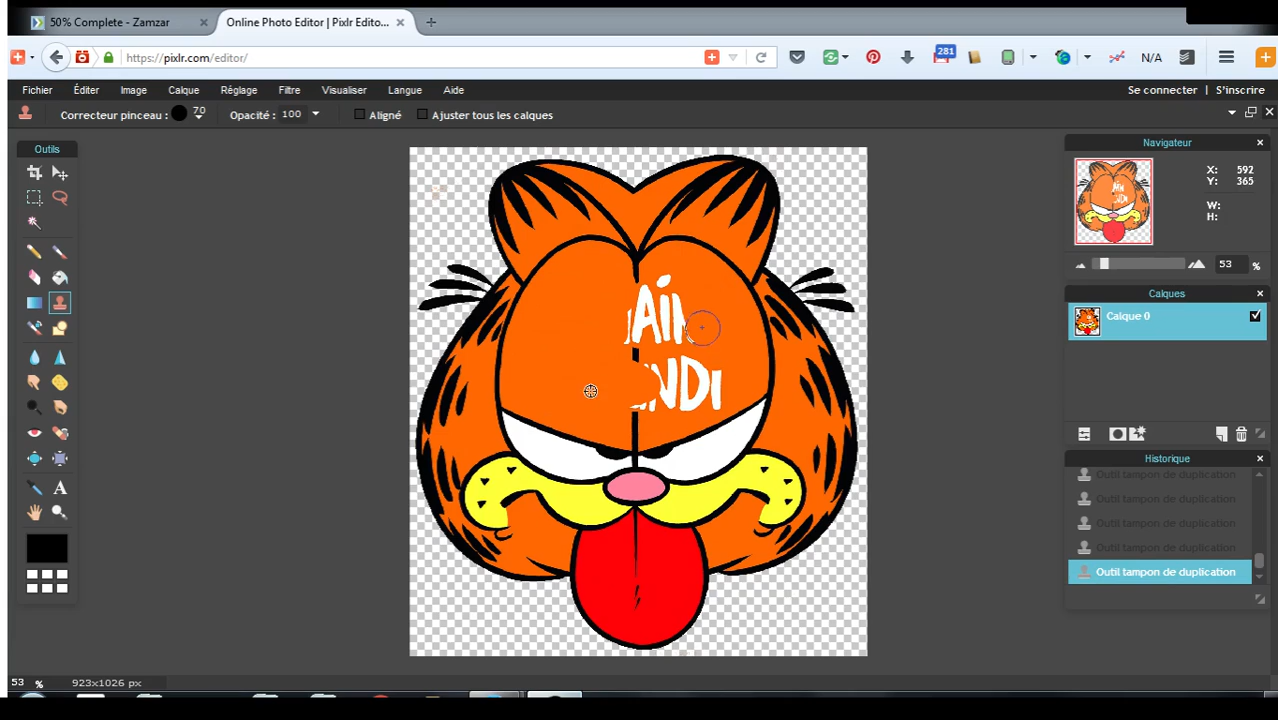 50% Complete - Zamzar
Online Photo Editor | Pixlr Edito...
https://pixlr.com/editor/
281
N/A
Fichier Éditer Image Calque Réglage Filtre Visualiser Langue Aide
Se connecter S'inscrire
Correcteur pinceau : 70 Opacité : 100 Aligné Ajuster tous les calques
Outils
Navigateur
X: 592
Y: 365
W:
H:
53 %
Calques
Calque 0
Historique
Outil tampon de duplication
Outil tampon de duplication
Outil tampon de duplication
Outil tampon de duplication
Outil tampon de duplication
AiN
NDI
53 % 923x1026 px